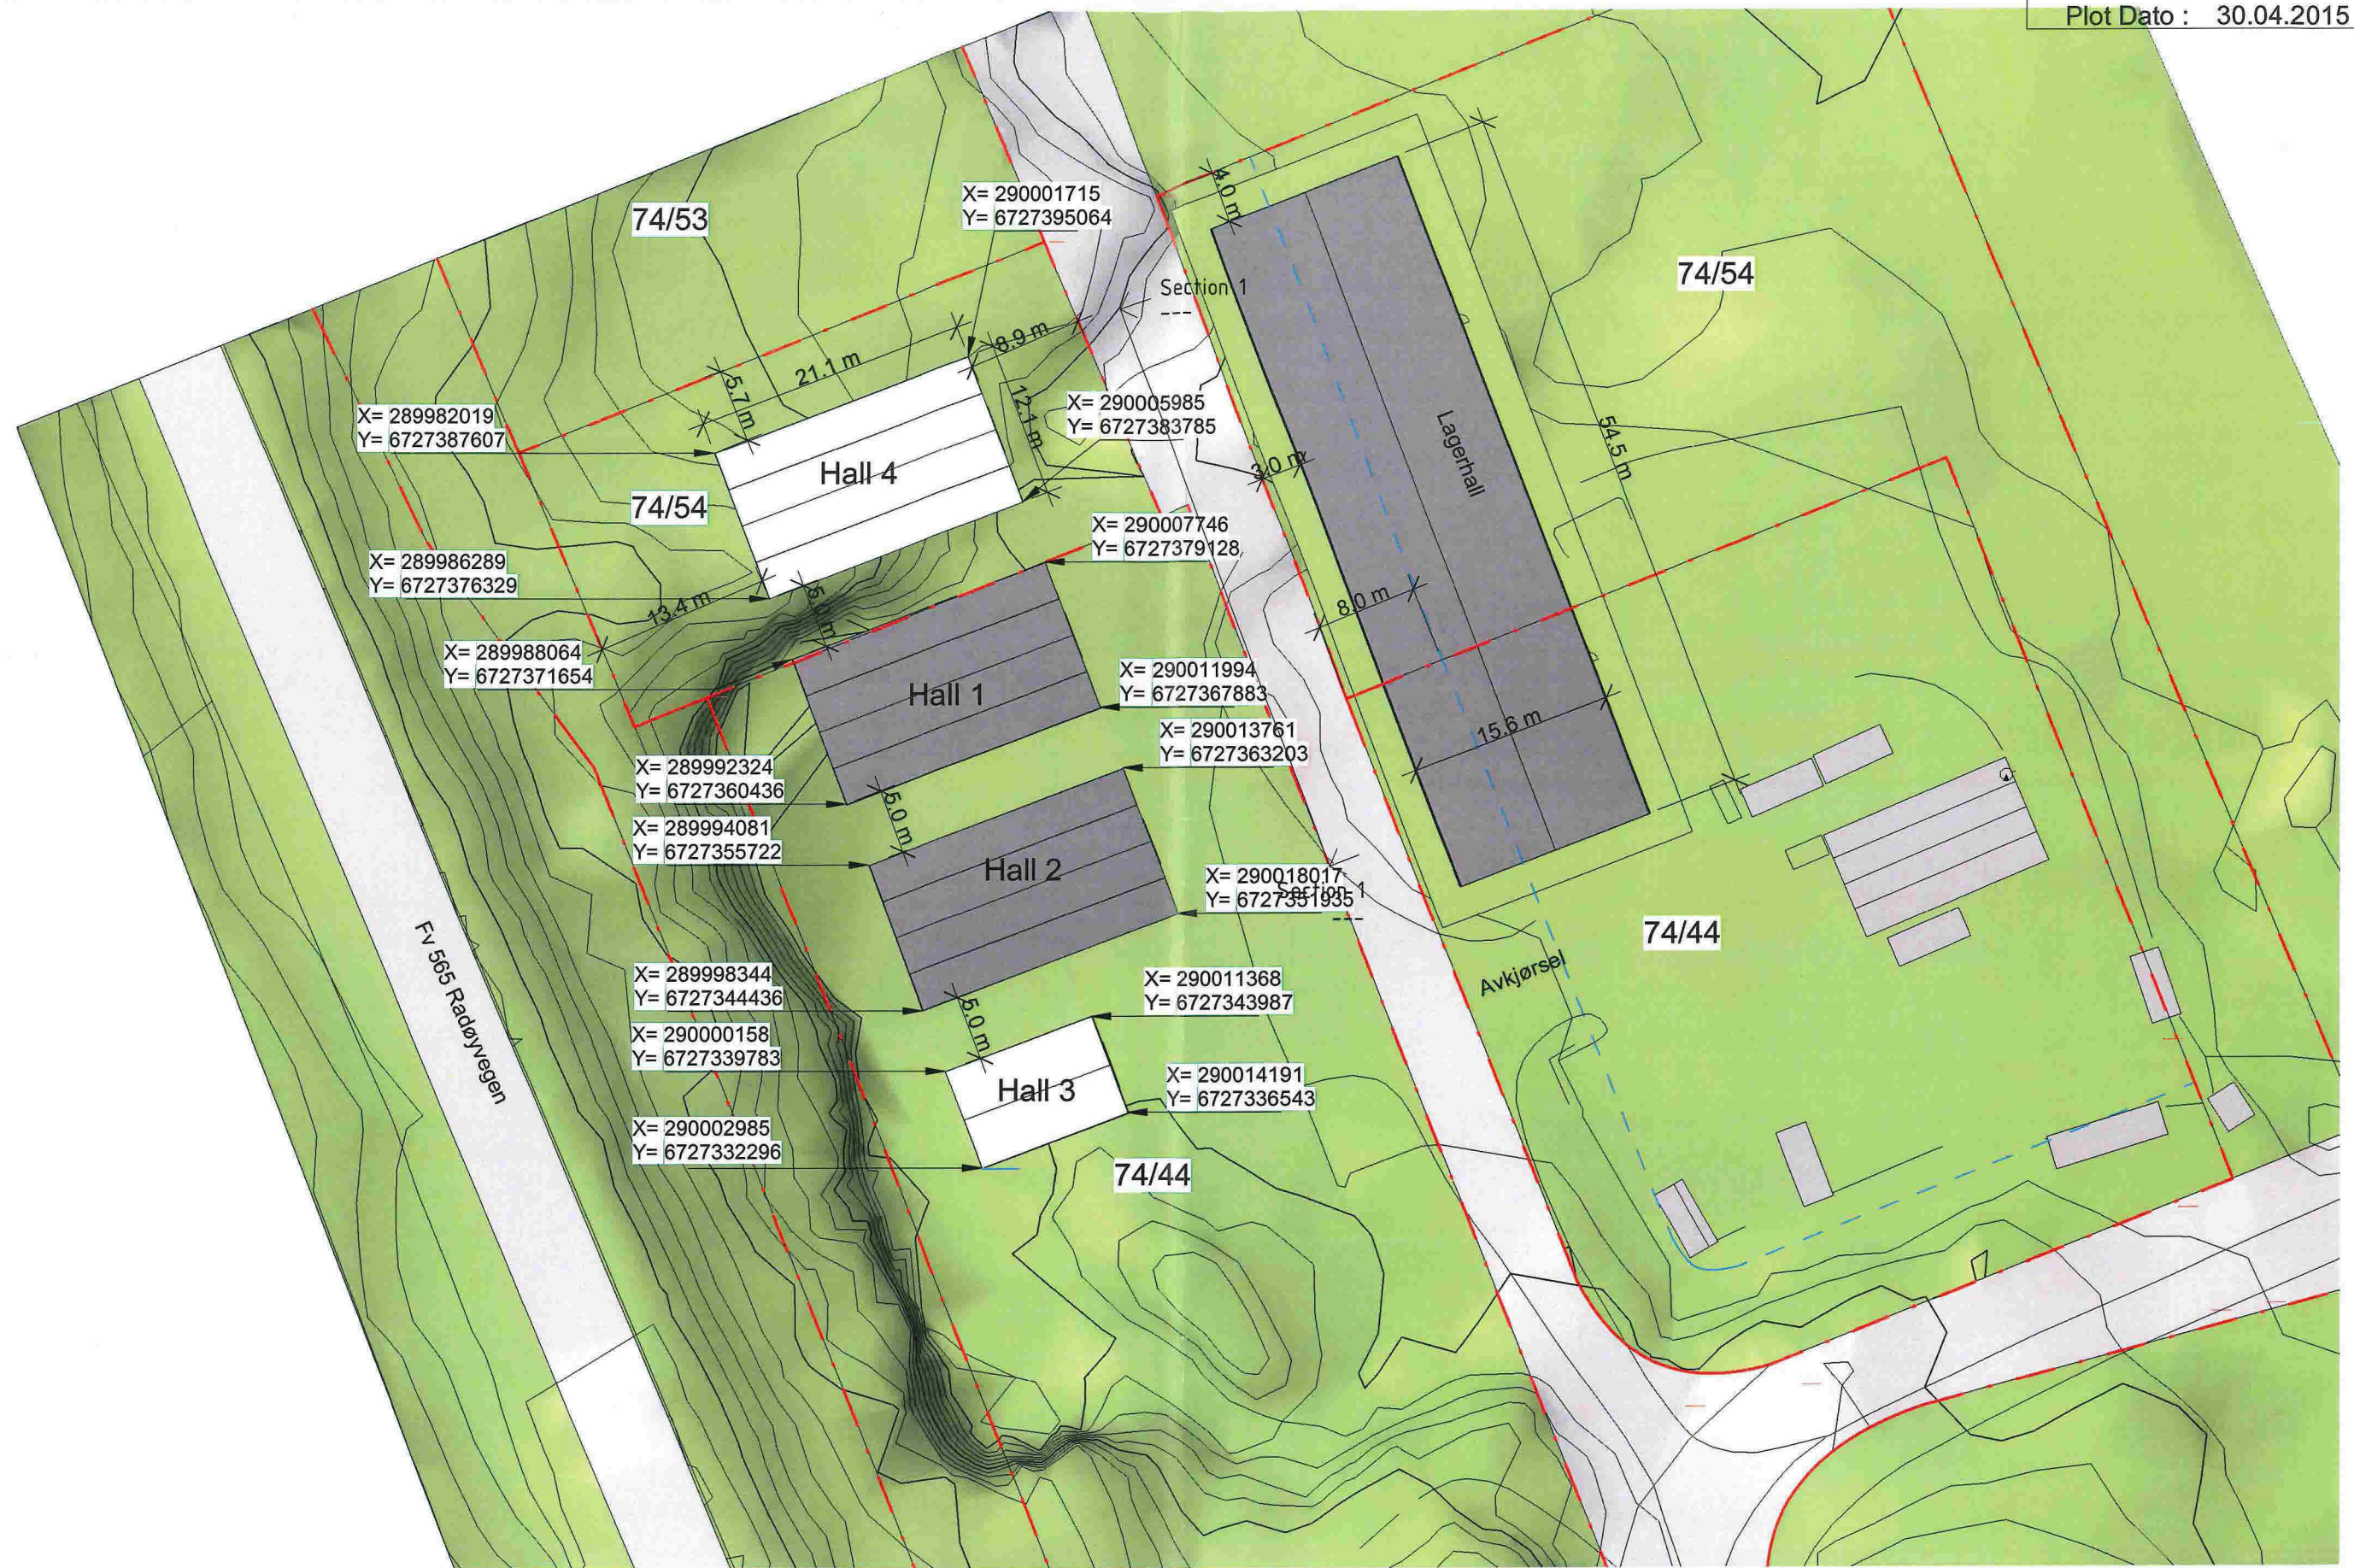 Plot Dato : 30.04.2015
X= 290001715
Y= 6727395064
74/53
Section 1
4.0 m
74/54
8.9 m
21.1 m
5.7 m
12.1 m
X= 289982019
Y= 6727387607
X= 290005985
Y= 6727383785
Lagerhall
54.5 m
Hall 4
3.0 m
74/54
X= 290007746
Y= 6727379128
X= 289986289
Y= 6727376329
13.4 m
5.0 m
8.0 m
X= 289988064
Y= 6727371654
Hall 1
X= 290011994
Y= 6727367883
15.6 m
X= 290013761
Y= 6727363203
X= 289992324
Y= 6727360436
5.0 m
X= 289994081
Y= 6727355722
Hall 2
X= 290018017
Y= 6727351935
Section 1
74/44
Fv 565 Radøyvegen
Avkjørsel
X= 289998344
Y= 6727344436
X= 290011368
Y= 6727343987
5.0 m
X= 290000158
Y= 6727339783
Hall 3
X= 290014191
Y= 6727336543
X= 290002985
Y= 6727332296
74/44